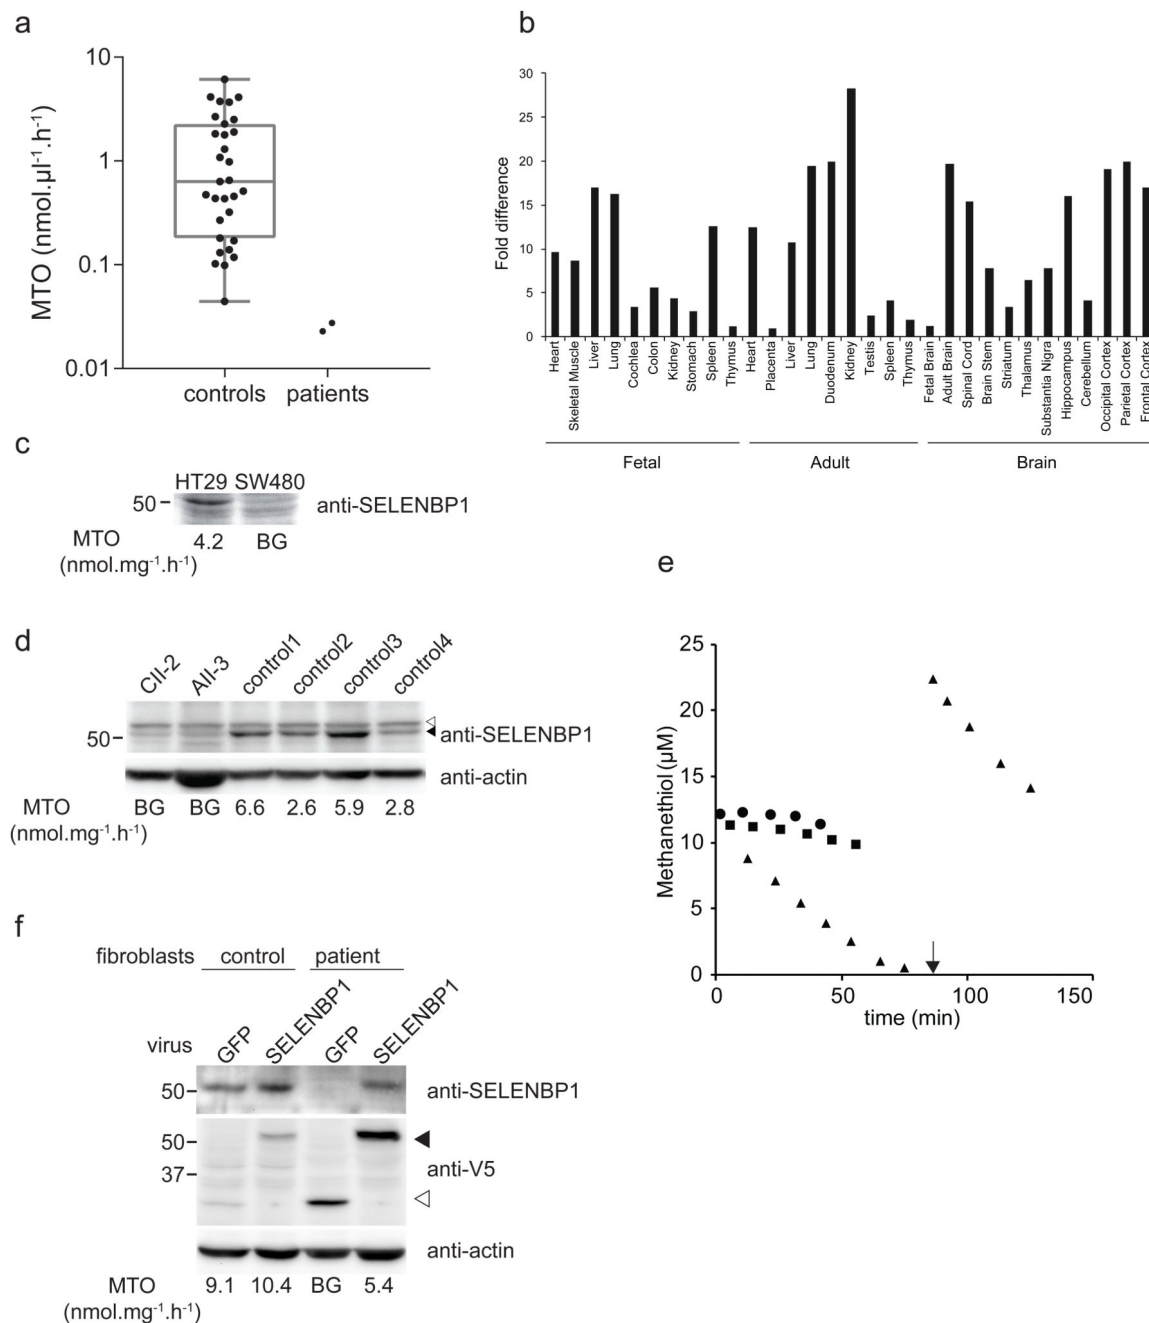 a
10
1
0.1
0.01
MTO (nmol.µl⁻¹.h⁻¹)
controls patients
b
30
25
20
15
10
5
0
Fold difference
Heart
Skeletal Muscle
Liver
Lung
Cochlea
Colon
Kidney
Stomach
Spleen
Thymus
Heart
Placenta
Liver
Lung
Duodenum
Kidney
Testis
Spleen
Thymus
Fetal Brain
Adult Brain
Spinal Cord
Brain Stem
Striatum
Thalamus
Substantia Nigra
Hippocampus
Cerebellum
Occipital Cortex
Parietal Cortex
Frontal Cortex
Fetal Adult Brain
c
HT29 SW480
50 anti-SELENBP1
MTO 4.2 BG
(nmol.mg⁻¹.h⁻¹)
d
CII-2 AII-3 control1 control2 control3 control4
50 anti-SELENBP1
anti-actin
MTO BG BG 6.6 2.6 5.9 2.8
(nmol.mg⁻¹.h⁻¹)
e
25
20
15
10
5
0
Methanethiol (µM)
0 50 100 150
time (min)
f
fibroblasts control patient
virus GFP SELENBP1 GFP SELENBP1
50 anti-SELENBP1
50
37 anti-V5
anti-actin
MTO 9.1 10.4 BG 5.4
(nmol.mg⁻¹.h⁻¹)